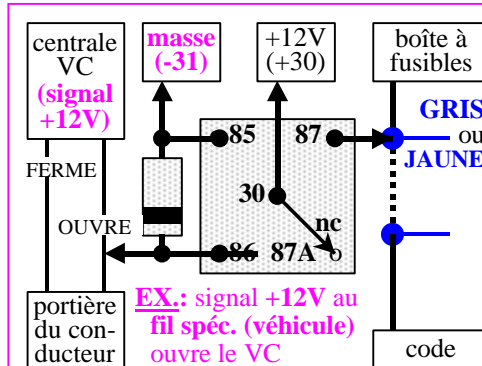 centrale
VC
(signal
+12V)
masse
(-31)
+12V
(+30)
boîte à
fusibles
85
87
GRIS
ou
JAUNE
FERME
30
nc
OUVRE
86
87A
portière
du con-
ducteur
EX.: signal +12V au
fil spéc. (véhicule)
ouvre le VC
code